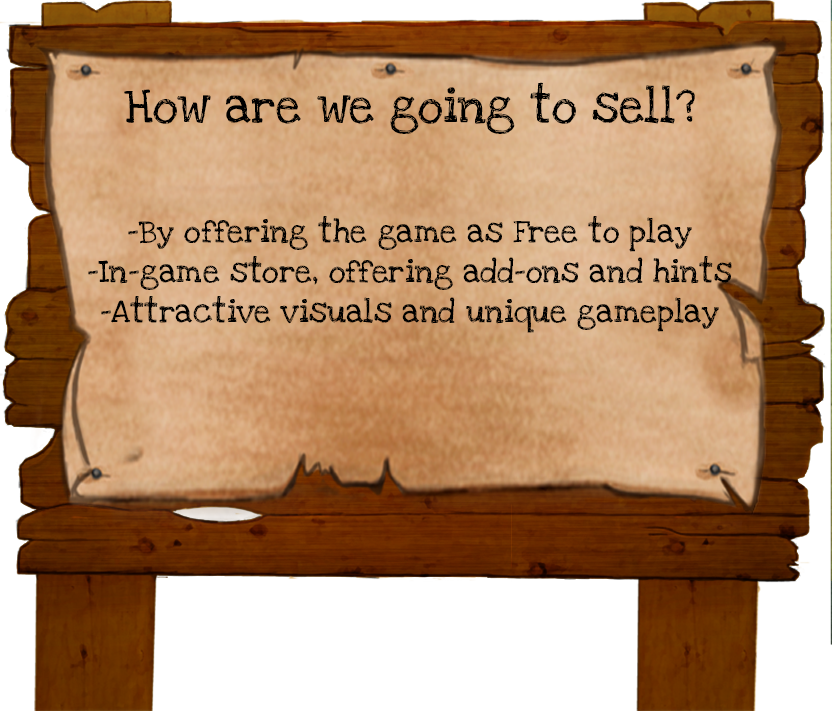 How are we going to sell?
-By offering the game as Free to play
-In-game store, offering add-ons and hints
-Attractive visuals and unique gameplay